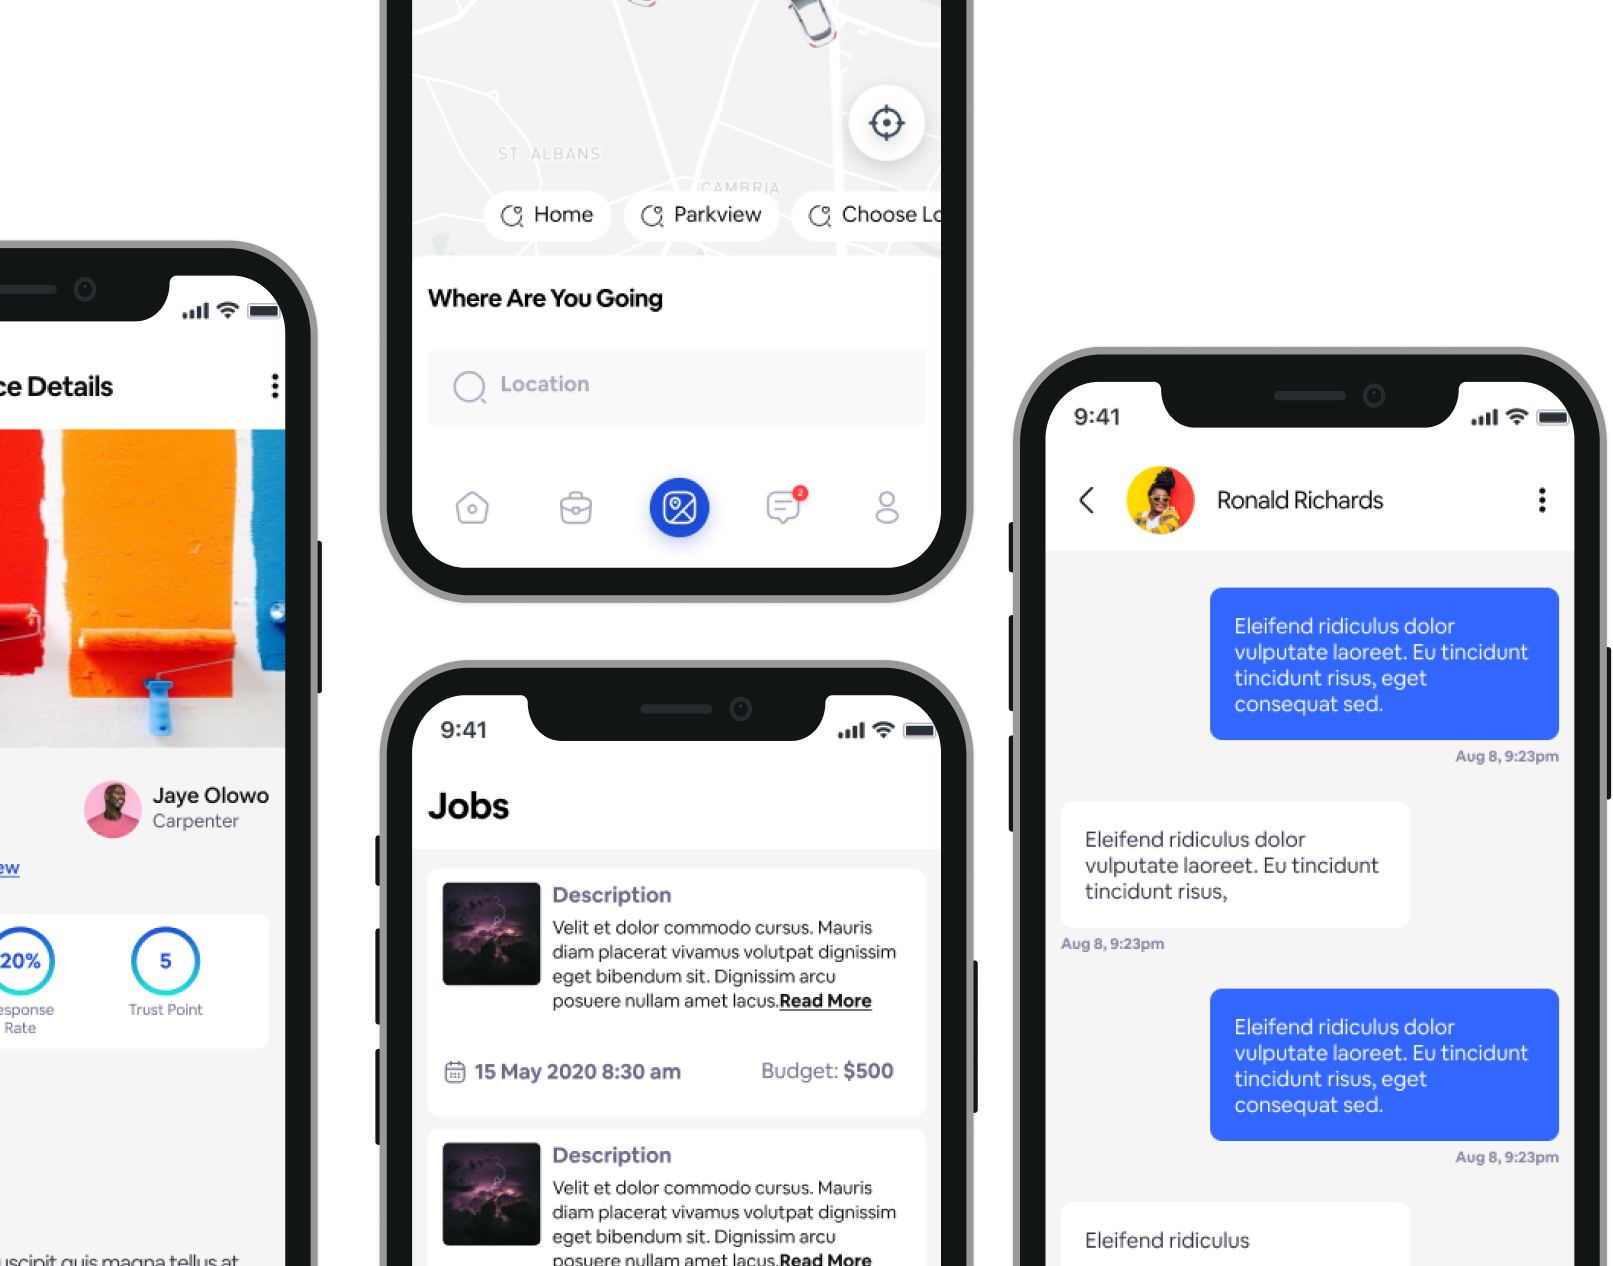 ce Details
Jaye Olowo
Carpenter
ew
20%
esponse
Rate
5
Trust Point
uscipit quis magna tellus at
ST. ALBANS
CAMBRIA
Home
Parkview
Choose Lo
Where Are You Going
Location
2
9:41
Jobs
Description
Velit et dolor commodo cursus. Mauris
diam placerat vivamus volutpat dignissim
eget bibendum sit. Dignissim arcu
posuere nullam amet lacus.Read More
15 May 2020 8:30 am
Budget: $500
Description
Velit et dolor commodo cursus. Mauris
diam placerat vivamus volutpat dignissim
eget bibendum sit. Dignissim arcu
posuere nullam amet lacus.Read More
9:41
Ronald Richards
Eleifend ridiculus dolor
vulputate laoreet. Eu tincidunt
tincidunt risus, eget
consequat sed.
Aug 8, 9:23pm
Eleifend ridiculus dolor
vulputate laoreet. Eu tincidunt
tincidunt risus,
Aug 8, 9:23pm
Eleifend ridiculus dolor
vulputate laoreet. Eu tincidunt
tincidunt risus, eget
consequat sed.
Aug 8, 9:23pm
Eleifend ridiculus